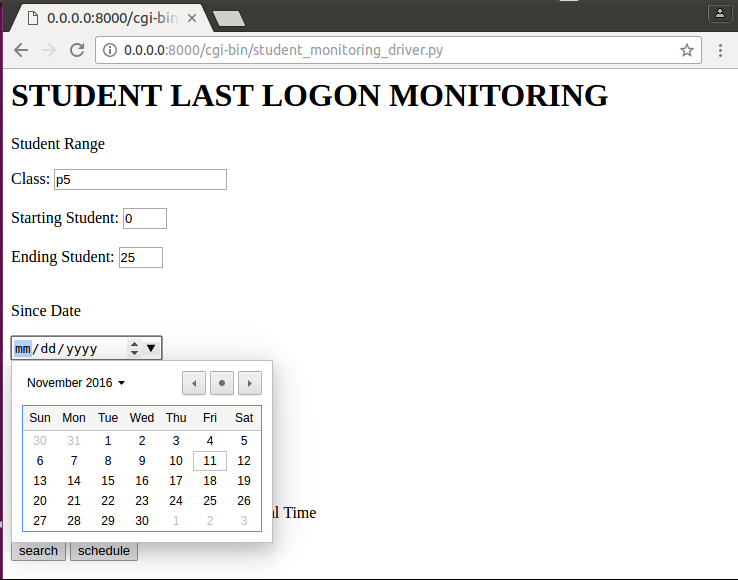 0.0.0.0:8000/cgi-bin
0.0.0.0:8000/cgi-bin/student_monitoring_driver.py
STUDENT LAST LOGON MONITORING
Student Range
Class: p5
Starting Student: 0
Ending Student: 25
Since Date
mm/dd/yyyy
November 2016
Sun Mon Tue Wed Thu Fri Sat
30 31 1 2 3 4 5
6 7 8 9 10 11 12
13 14 15 16 17 18 19
20 21 22 23 24 25 26
27 28 29 30 1 2 3
Time
search schedule